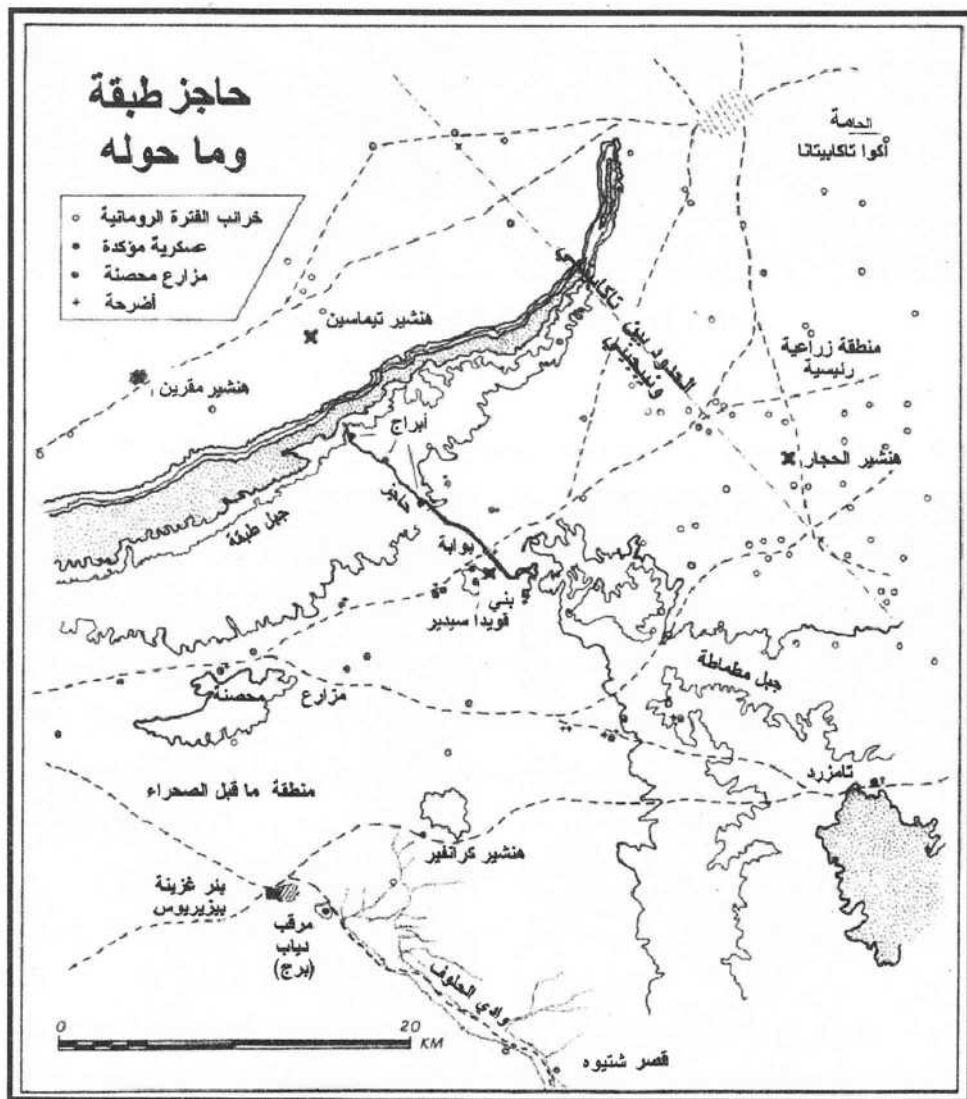 حاجز طبقة
وما حوله
خرائب الفترة الرومانية
عسكرية مؤكدة
مزارع محصنة
أضرحة
الحامة
أكوا تاكابيتانا
هنشير تيماسين
هنشير مقرين
تاكابي
الحدود بين
ونيبجيني
منطقة زراعية
رئيسية
هنشير الحجار
أبراج
حاجز
جبل طبقة
بوابة
بني
قويدا سيدير
جبل مطماطة
مزارع محصنة
تامزرد
منطقة ما قبل الصحراء
هنشير كرانفير
بئر غزينة
بيزيريوس
مرقب
دياب
(برج)
وادي الحلوف
قصر شتيوه
0 20
KM